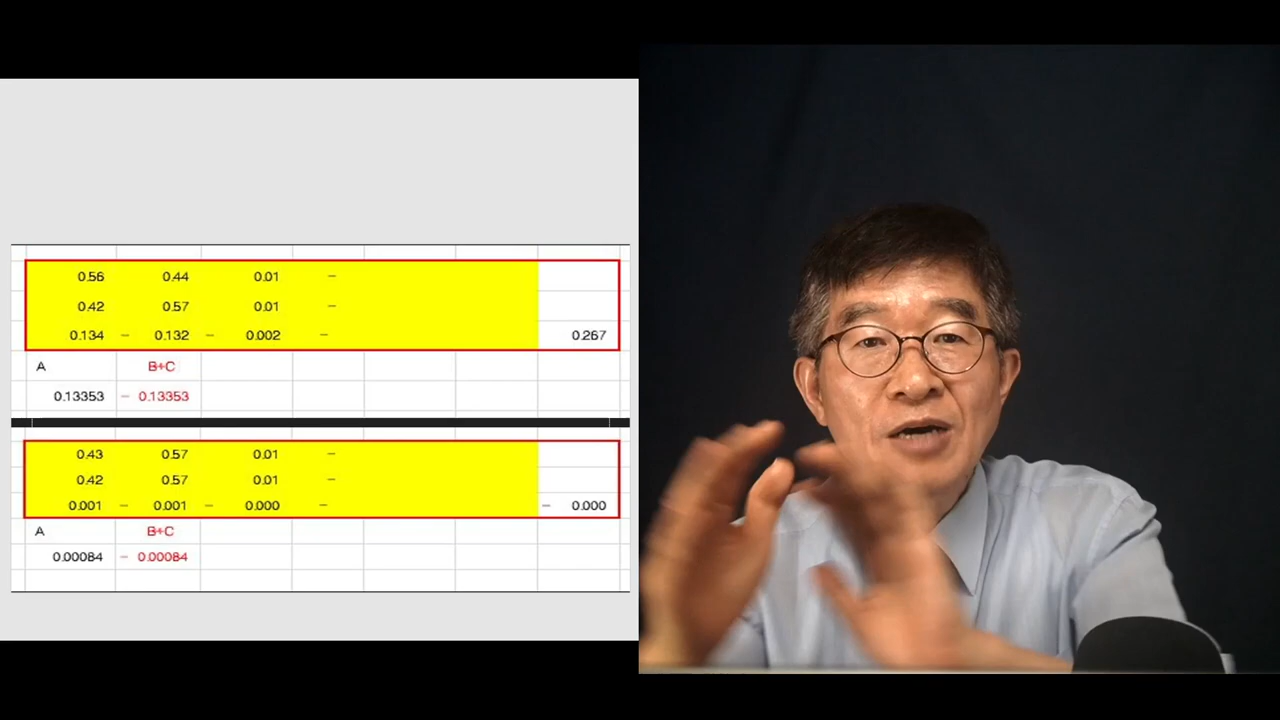 0.56 0.44 0.01 –
0.42 0.57 0.01 –
0.134 – 0.132 – 0.002 – 0.267
A B+C
0.13353 – 0.13353
0.43 0.57 0.01 –
0.42 0.57 0.01 –
0.001 – 0.001 – 0.000 – – 0.000
A B+C
0.00084 – 0.00084